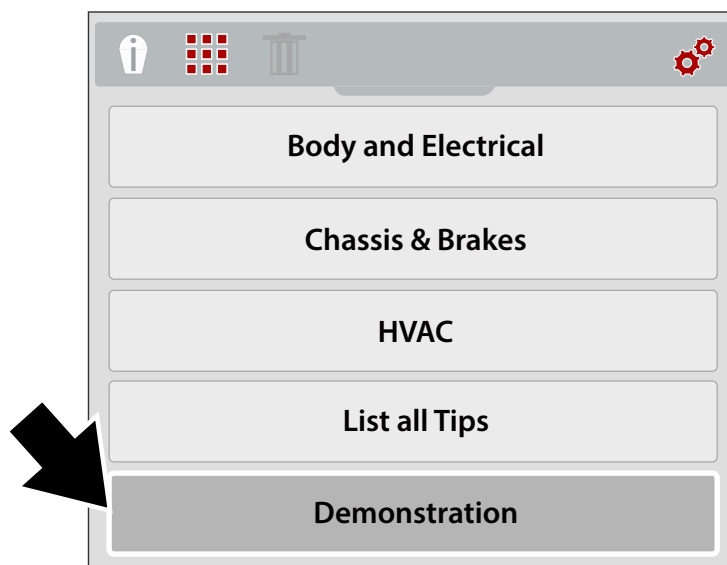 Body and Electrical
Chassis & Brakes
HVAC
List all Tips
Demonstration